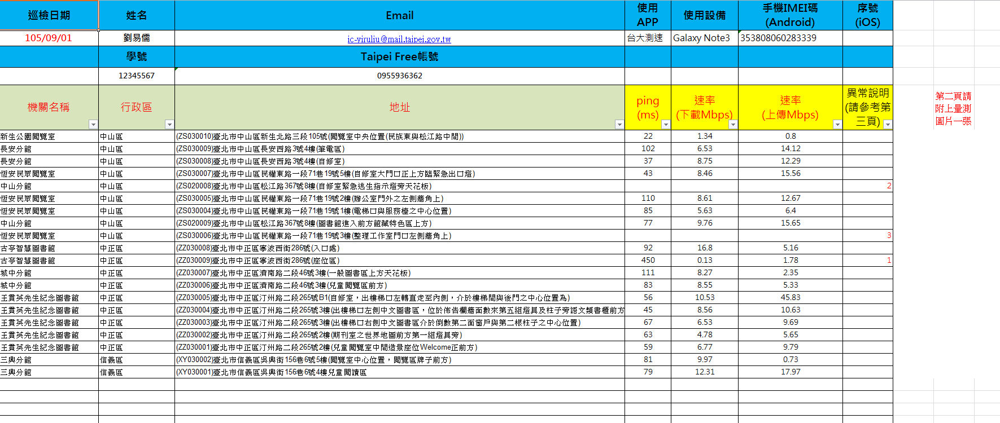 巡檢日期 姓名 Email 使用APP 使用設備 手機IMEI碼(Android) 序號(iOS)
105/09/01 劉易儒 ic-yiruliu@mail.taipei.gov.tw 台大測速 Galaxy Note3 353808060283339
學號 Taipei Free帳號
12345567 0955936362
機關名稱 行政區 地址 ping(ms) 速率(下載Mbps) 速率(上傳Mbps) 異常說明(請參考第三頁)
第二頁請
附上量測
圖片一張
新生公園閱覽室 中山區 (ZS030010)臺北市中山區新生北路三段105號(閱覽室中央位置(民族東與松江路中間)) 22 1.34 0.8
長安分館 中山區 (ZS030009)臺北市中山區長安西路3號4樓(筆電區) 102 6.53 14.12
長安分館 中山區 (ZS030008)臺北市中山區長安西路3號4樓(自修室) 37 8.75 12.29
恆安民眾閱覽室 中山區 (ZS030007)臺北市中山區民權東路一段71巷19號5樓(自修室大門口正上方臨緊急出口燈) 43 8.46 15.56
中山分館 中山區 (ZS020008)臺北市中山區松江路367號8樓(自修室緊急逃生指示燈旁天花板) 2
恆安民眾閱覽室 中山區 (ZS030005)臺北市中山區民權東路一段71巷19號2樓(辦公室門外之左側牆角上) 110 8.61 12.67
恆安民眾閱覽室 中山區 (ZS030004)臺北市中山區民權東路一段71巷19號1樓(電梯口與服務檯之中心位置) 85 5.63 6.4
中山分館 中山區 (ZS020009)臺北市中山區松江路367號8樓(圖書館進入前方館藏特色區上方) 77 9.76 15.65
恆安民眾閱覽室 中山區 (ZS030006)臺北市中山區民權東路一段71巷19號3樓(整理工作室門口左側牆角上) 3
古亭智慧圖書館 中正區 (ZZ030008)臺北市中正區寧波西街286號(入口處) 92 16.8 5.16
古亭智慧圖書館 中正區 (ZZ030009)臺北市中正區寧波西街286號(座位區) 450 0.13 1.78 1
城中分館 中正區 (ZZ030007)臺北市中正區濟南路二段46號3樓(一般圖書區上方天花板) 111 8.27 2.35
城中分館 中正區 (ZZ030006)臺北市中正區濟南路二段46號3樓(兒童閱覽區前方) 83 8.55 5.33
王貫英先生紀念圖書館 中正區 (ZZ030005)臺北市中正區汀州路二段265號B1(自修室，出樓梯口左轉直走至內側，介於樓梯間與後門之中心位置為) 56 10.53 45.83
王貫英先生紀念圖書館 中正區 (ZZ030004)臺北市中正區汀州路二段265號3樓(出樓梯口左側中文圖書區，位於佈告欄牆面數來第五組燈具及柱子旁語文類書櫃前方 45 8.56 10.63
王貫英先生紀念圖書館 中正區 (ZZ030003)臺北市中正區汀州路二段265號3樓(出樓梯口右側中文圖書區介於倒數第二面窗戶與第二根柱子之中心位置) 67 6.53 9.69
王貫英先生紀念圖書館 中正區 (ZZ030002)臺北市中正區汀州路二段265號2樓(期刊室之世界地圖前方第一組燈具旁) 63 4.78 5.65
王貫英先生紀念圖書館 中正區 (ZZ030001)臺北市中正區汀州路二段265號2樓(兒童閱覽室中間造景座位Welcome正前方) 59 6.77 9.79
三興分館 信義區 (XY030002)臺北市信義區吳興街156巷6號5樓(閱覽室中心位置，閱覽區牌子前方) 81 9.97 0.73
三興分館 信義區 (XY030001)臺北市信義區吳興街156巷6號4樓兒童閱讀區 79 12.31 17.97